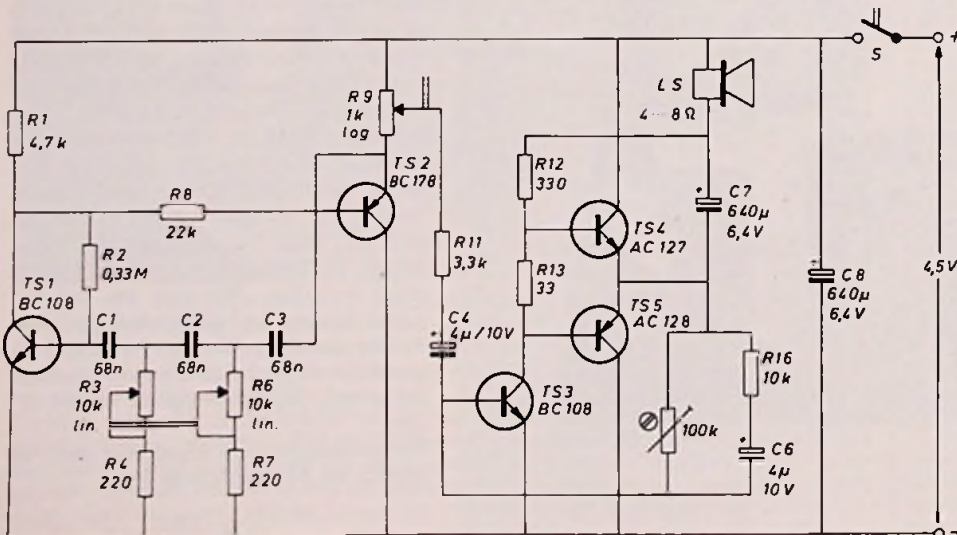 R1
4,7k
R8
22k
R2
0,33M
TS1
BC108
C1
68n
C2
68n
C3
68n
R3
10k
lin.
R6
10k
lin.
R4
220
R7
220
R9
1k
log
TS2
BC178
R11
3,3k
C4
4µ/10V
R12
330
R13
33
TS3
BC108
TS4
AC127
TS5
AC128
LS
4 8Ω
C7
640µ
6,4V
R16
10k
100k
C6
4µ
10V
C8
640µ
6,4V
S
+
4,5V
-